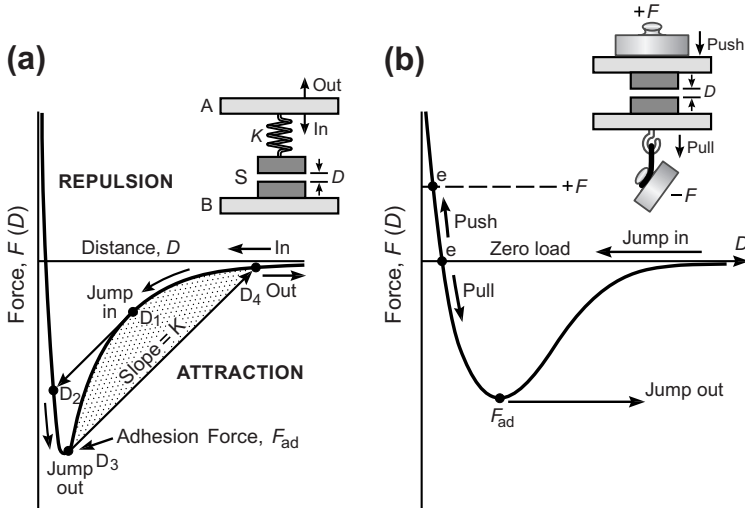 (a)
Out
A
K
In
S
D
B
REPULSION
Force, F (D)
Distance, D
In
Jump
in
D1
D4
Out
Slope = K
D2
ATTRACTION
Adhesion Force, Fad
D3
Jump
out
(b)
+F
Push
D
Pull
−F
e
+F
Push
Force, F (D)
e
Zero load
Jump in
D
Pull
Jump out
Fad